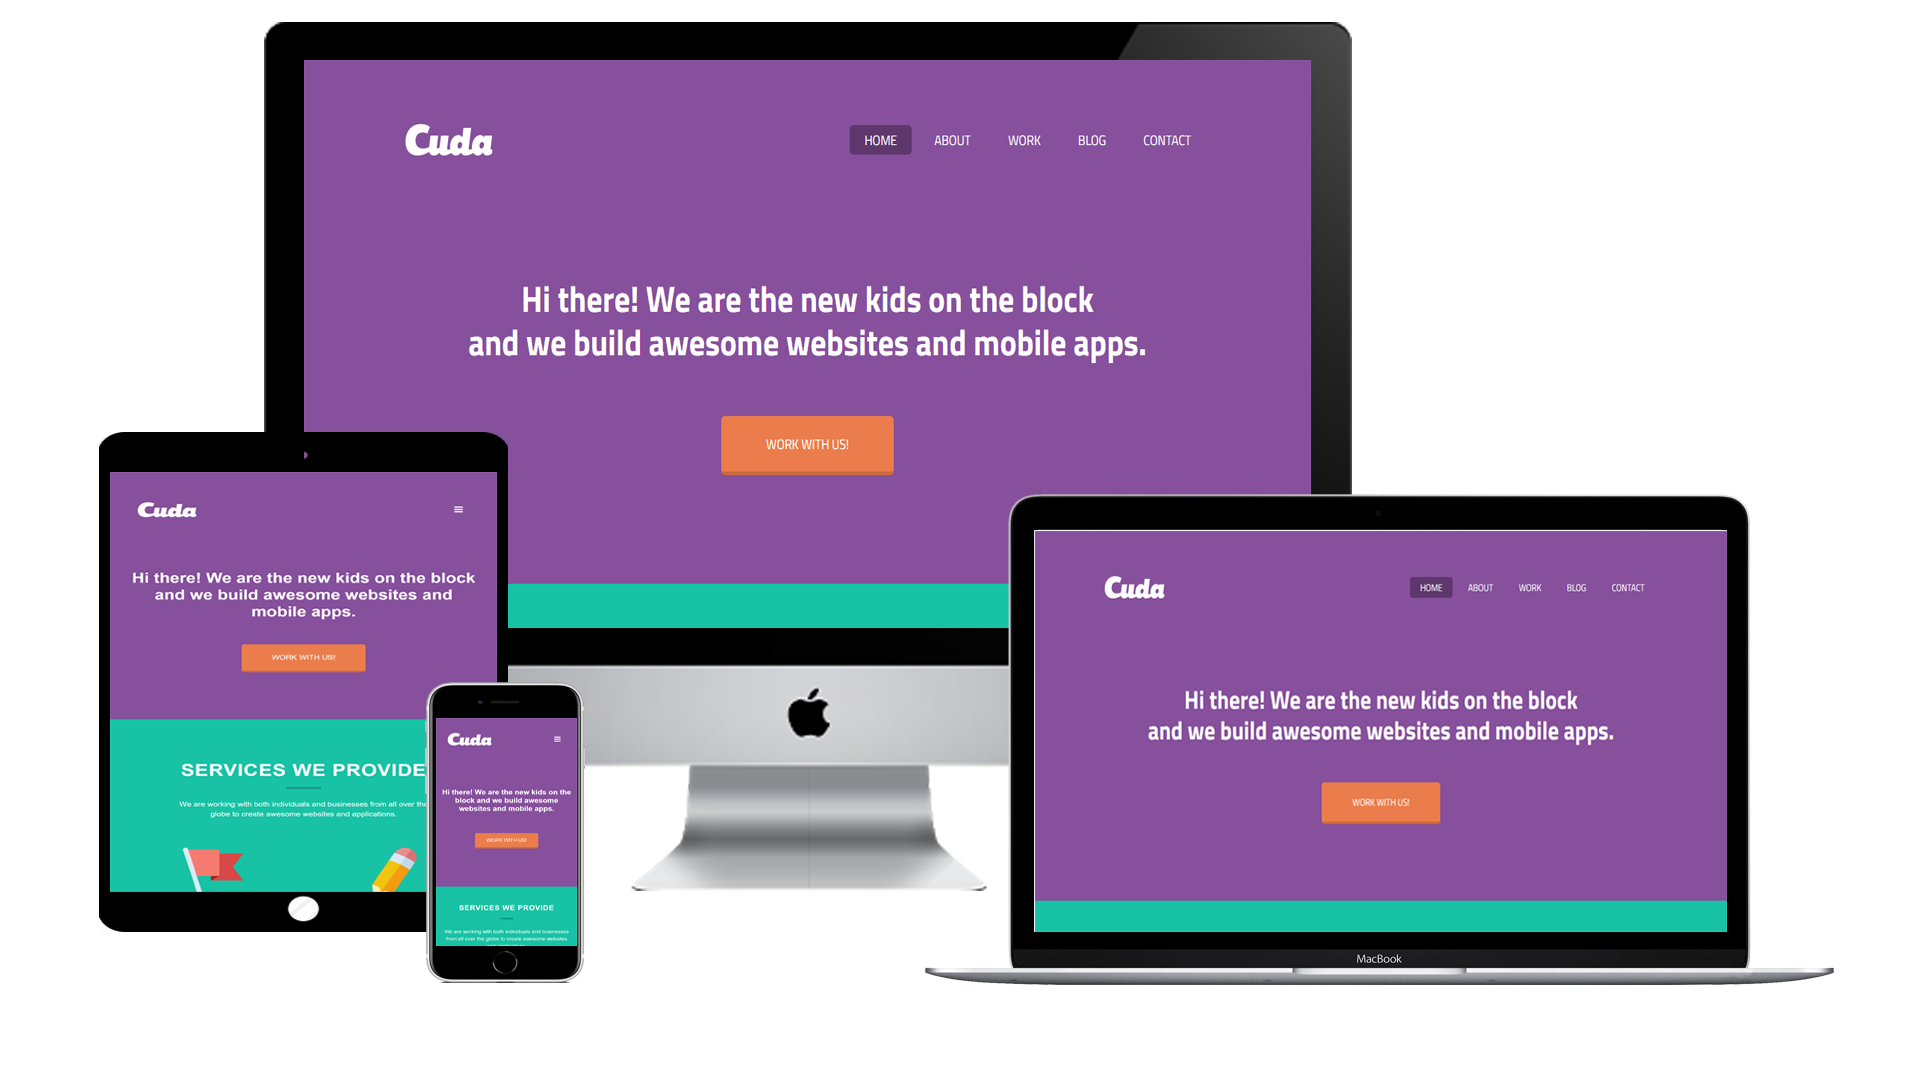 Cuda
HOME ABOUT WORK BLOG CONTACT
Hi there! We are the new kids on the block
and we build awesome websites and mobile apps.
WORK WITH US!
Cuda
Hi there! We are the new kids on the block
and we build awesome websites and
mobile apps.
WORK WITH US!
SERVICES WE PROVIDE
We are working with both individuals and businesses from all over the
globe to create awesome websites and applications.
Cuda
Hi there! We are the new kids on the
block and we build awesome
websites and mobile apps.
WORK WITH US!
SERVICES WE PROVIDE
We are working with both individuals and businesses
from all over the globe to create awesome websites
Cuda
HOME ABOUT WORK BLOG CONTACT
Hi there! We are the new kids on the block
and we build awesome websites and mobile apps.
WORK WITH US!
MacBook